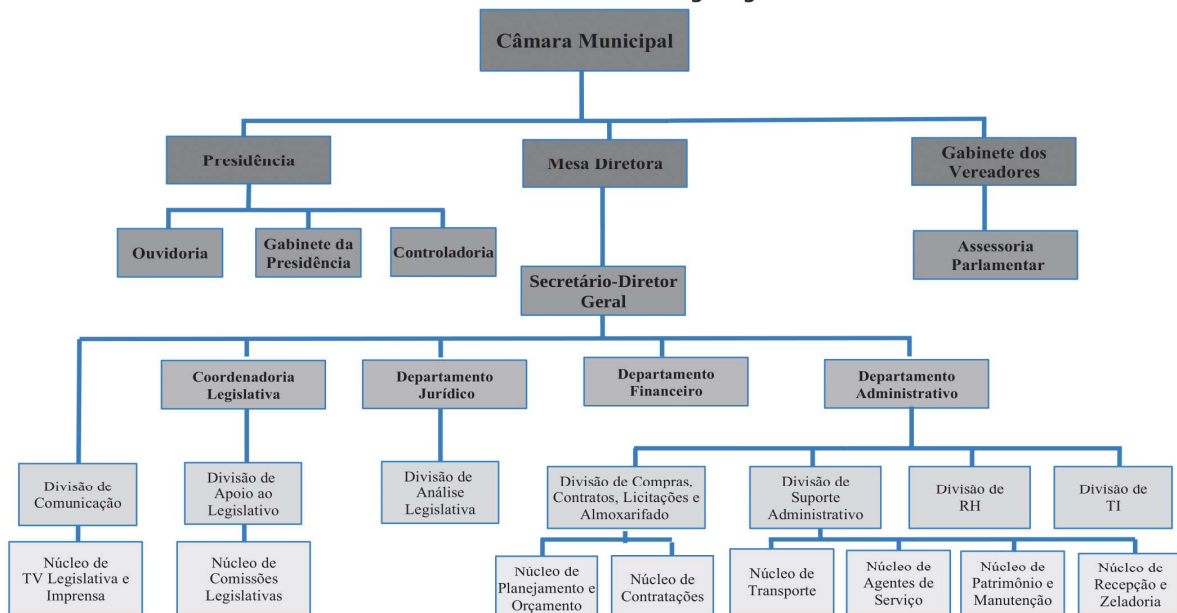 Câmara Municipal
Presidência
Mesa Diretora
Gabinete dos
Vereadores
Ouvidoria
Gabinete da
Presidência
Controladoria
Assessoria
Parlamentar
Secretário-Diretor
Geral
Coordenadoria
Legislativa
Departamento
Jurídico
Departamento
Financeiro
Departamento
Administrativo
Divisão de
Comunicação
Divisão de
Apoio ao
Legislativo
Divisão de
Análise
Legislativa
Divisão de Compras,
Contratos, Licitações e
Almoxarifado
Divisão de
Suporte
Administrativo
Divisão de
RH
Divisão de
TI
Núcleo de
TV Legislativa e
Imprensa
Núcleo de
Comissões
Legislativas
Núcleo de
Planejamento e
Orçamento
Núcleo de
Contratações
Núcleo de
Transporte
Núcleo de
Agentes de
Serviço
Núcleo de
Patrimônio e
Manutenção
Núcleo de
Recepção e
Zeladoria